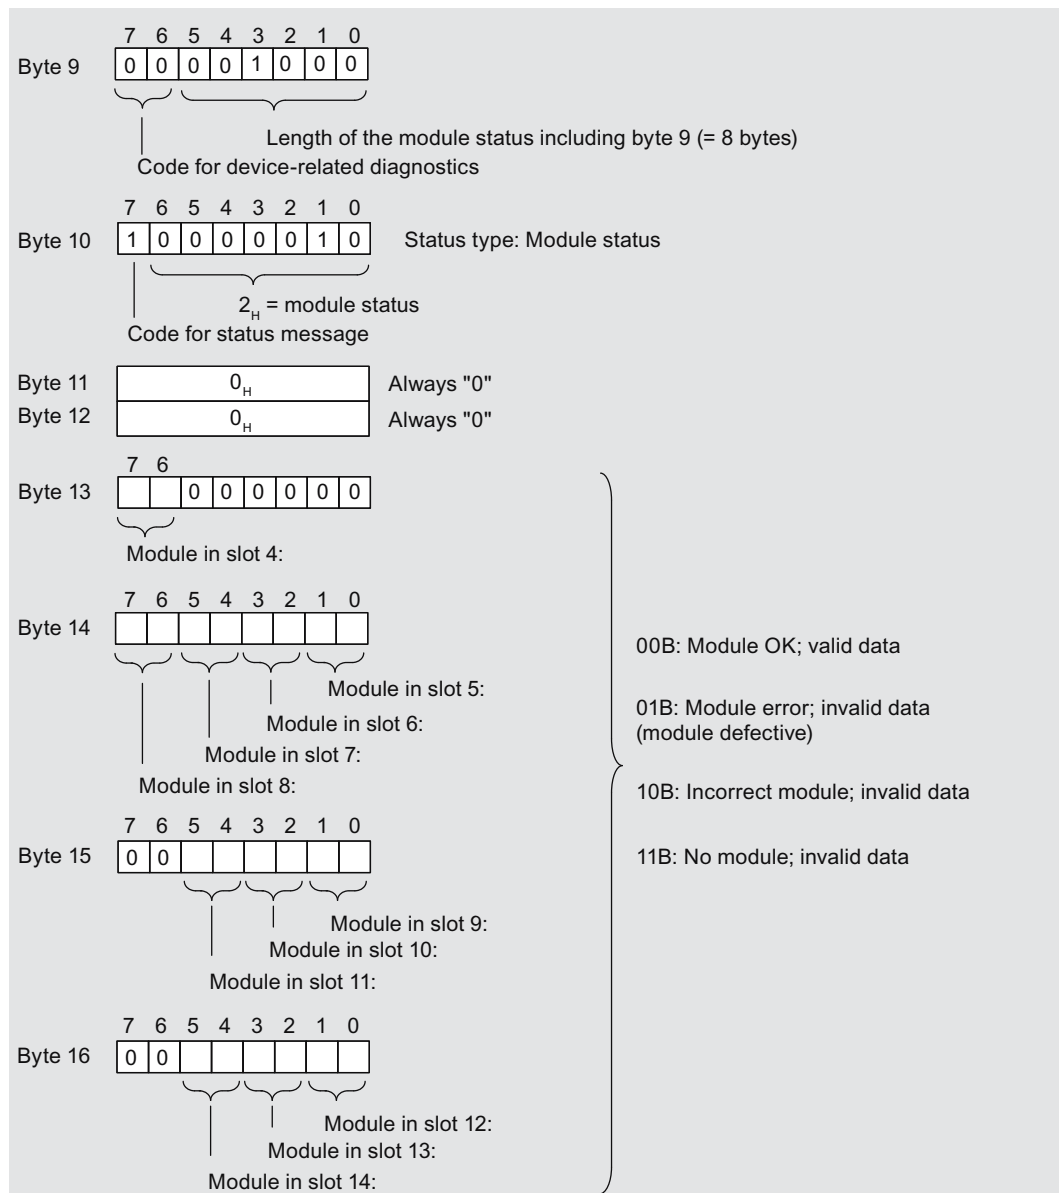 7 6 5 4 3 2 1 0
Byte 9 0 0 0 0 1 0 0 0
Length of the module status including byte 9 (= 8 bytes)
Code for device-related diagnostics
7 6 5 4 3 2 1 0
Byte 10 1 0 0 0 0 0 1 0 Status type: Module status
2H = module status
Code for status message
Byte 11 0H Always "0"
Byte 12 0H Always "0"
7 6
Byte 13 0 0 0 0 0 0
Module in slot 4:
7 6 5 4 3 2 1 0
Byte 14
Module in slot 5:
Module in slot 6:
Module in slot 7:
Module in slot 8:
7 6 5 4 3 2 1 0
Byte 15 0 0
Module in slot 9:
Module in slot 10:
Module in slot 11:
7 6 5 4 3 2 1 0
Byte 16 0 0
Module in slot 12:
Module in slot 13:
Module in slot 14:
00B: Module OK; valid data
01B: Module error; invalid data
(module defective)
10B: Incorrect module; invalid data
11B: No module; invalid data